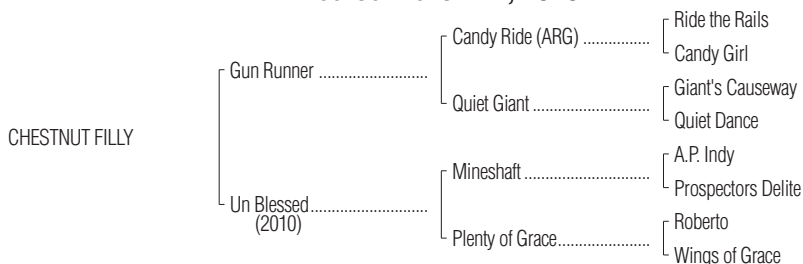 Ride the Rails
Candy Ride (ARG) ..................
Candy Girl
Gun Runner .............................
Giant's Causeway
Quiet Giant ................................
Quiet Dance
CHESTNUT FILLY
A.P. Indy
Mineshaft ..................................
Prospectors Delite
Un Blessed ................................
(2010)
Roberto
Plenty of Grace .........................
Wings of Grace